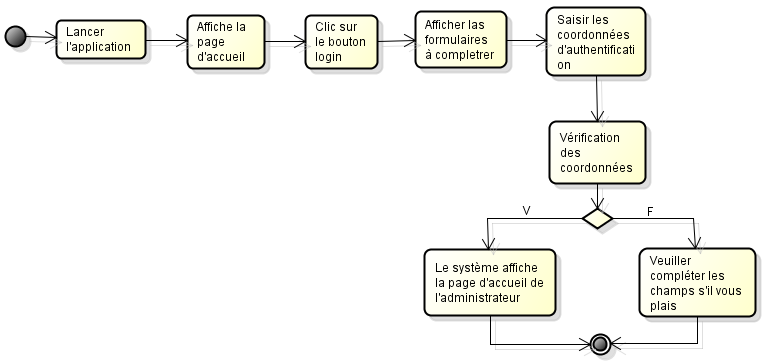 Lancer
l'application
Affiche la
page
d'accueil
Clic sur
le bouton
login
Afficher las
formulaires
à completrer
Saisir les
coordonnées
d'authentificati
on
Vérification
des
coordonnées
V
F
Le système affiche
la page d'accueil de
l'administrateur
Veuiller
compléter les
champs s'il vous
plais